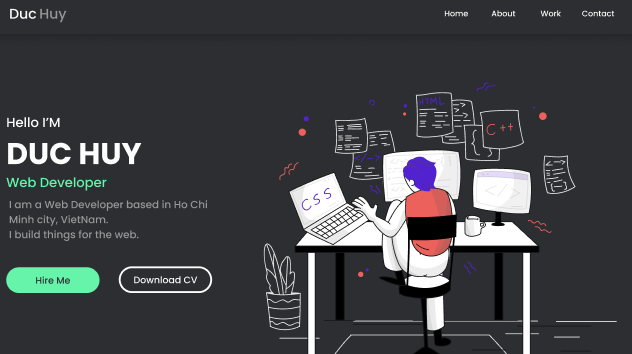 Duc Huy
Home About Work Contact
Hello I'M
DUC HUY
Web Developer
I am a Web Developer based in Ho Chi
Minh city, VietNam.
I build things for the web.
Hire Me
Download CV
HTML
C++
</>
CSS
</>